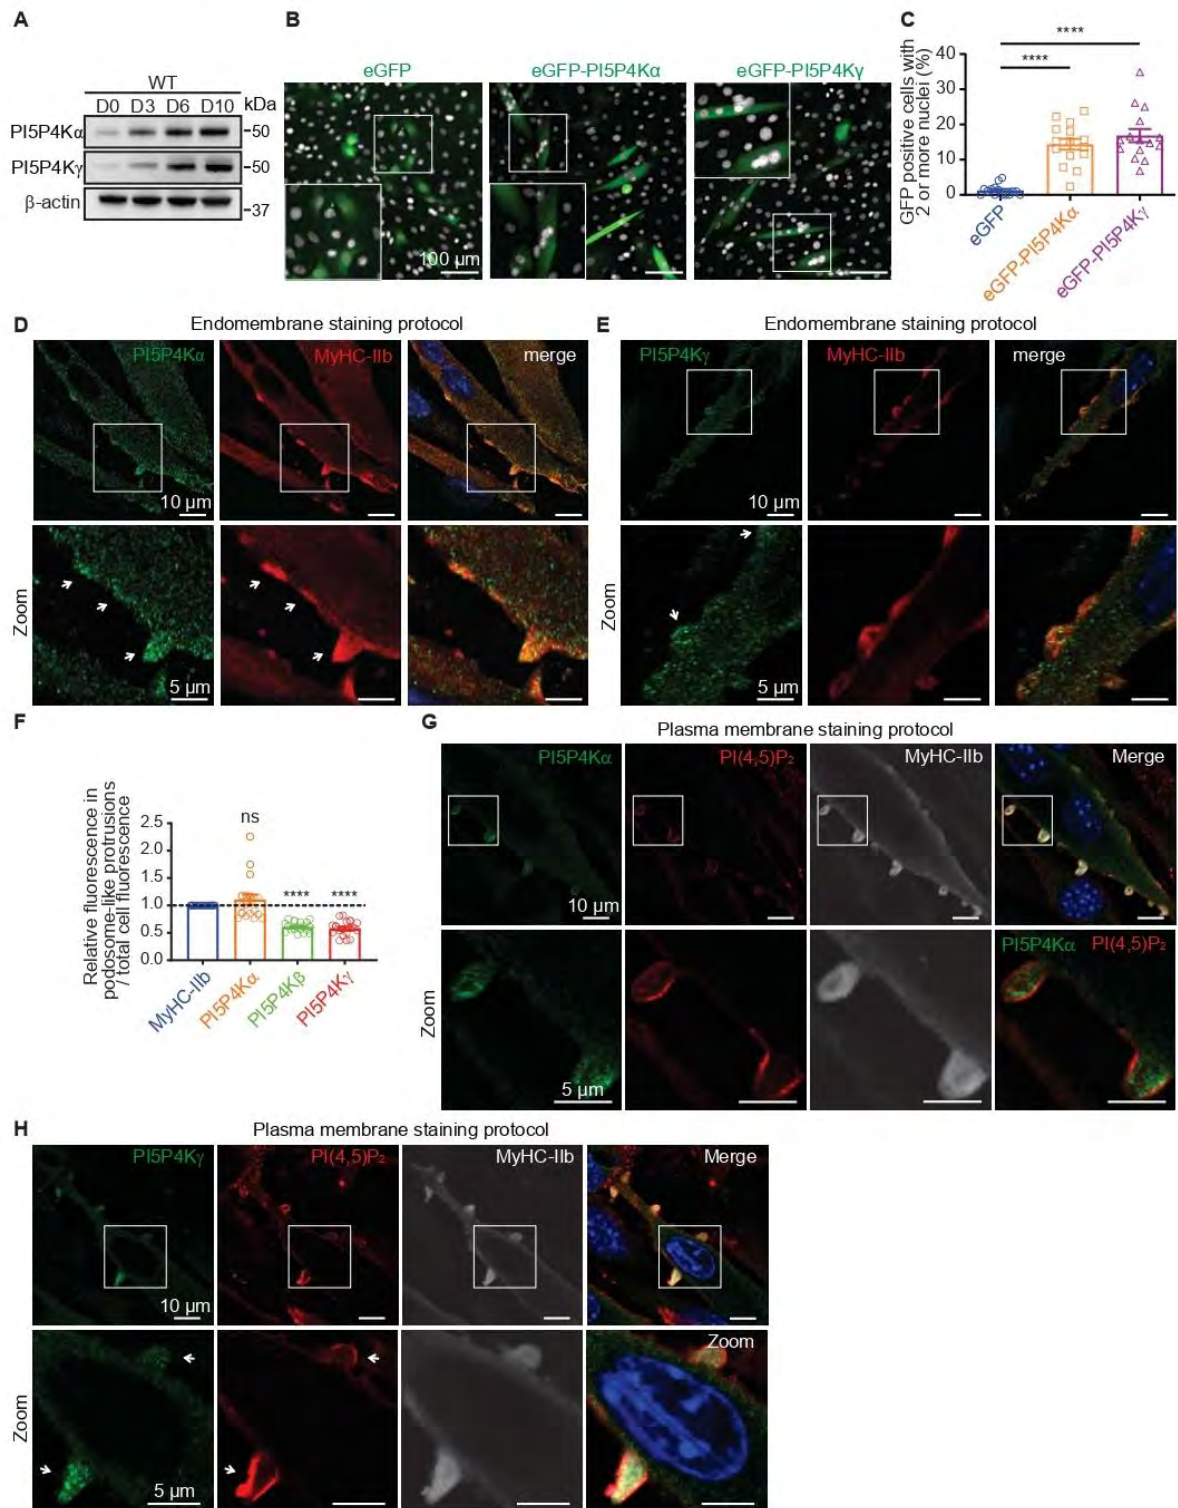 A
WT
D0 D3 D6 D10 kDa
PI5P4Kα
-50
PI5P4Kγ
-50
β-actin
-37
B
eGFP
eGFP-PI5P4Kα
eGFP-PI5P4Kγ
100 μm
C
****
****
GFP positive cells with
2 or more nuclei (%)
40
30
20
10
0
eGFP
eGFP-PI5P4Kα
eGFP-PI5P4Kγ
D
Endomembrane staining protocol
PI5P4Kα
MyHC-IIb
merge
10 μm
Zoom
5 μm
E
Endomembrane staining protocol
PI5P4Kγ
MyHC-IIb
merge
10 μm
Zoom
5 μm
F
Relative fluorescence in
podosome-like protrusions
/ total cell fluorescence
2.5
2.0
1.5
1.0
0.5
0.0
ns
****
****
MyHC-IIb
PI5P4Kα
PI5P4Kβ
PI5P4Kγ
G
Plasma membrane staining protocol
PI5P4Kα
PI(4,5)P₂
MyHC-IIb
Merge
10 μm
Zoom
5 μm
PI5P4Kα PI(4,5)P₂
H
Plasma membrane staining protocol
PI5P4Kγ
PI(4,5)P₂
MyHC-IIb
Merge
10 μm
Zoom
5 μm
Zoom